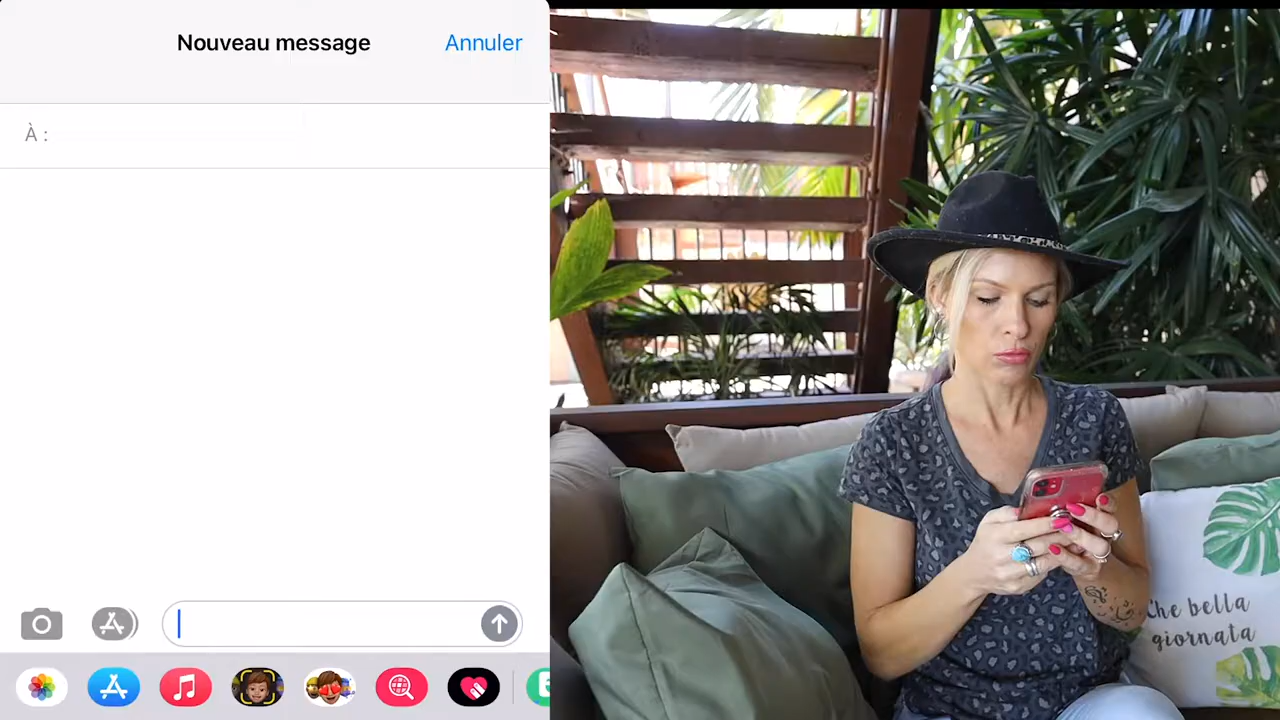 Nouveau message
Annuler
À :
Che bella
giornata